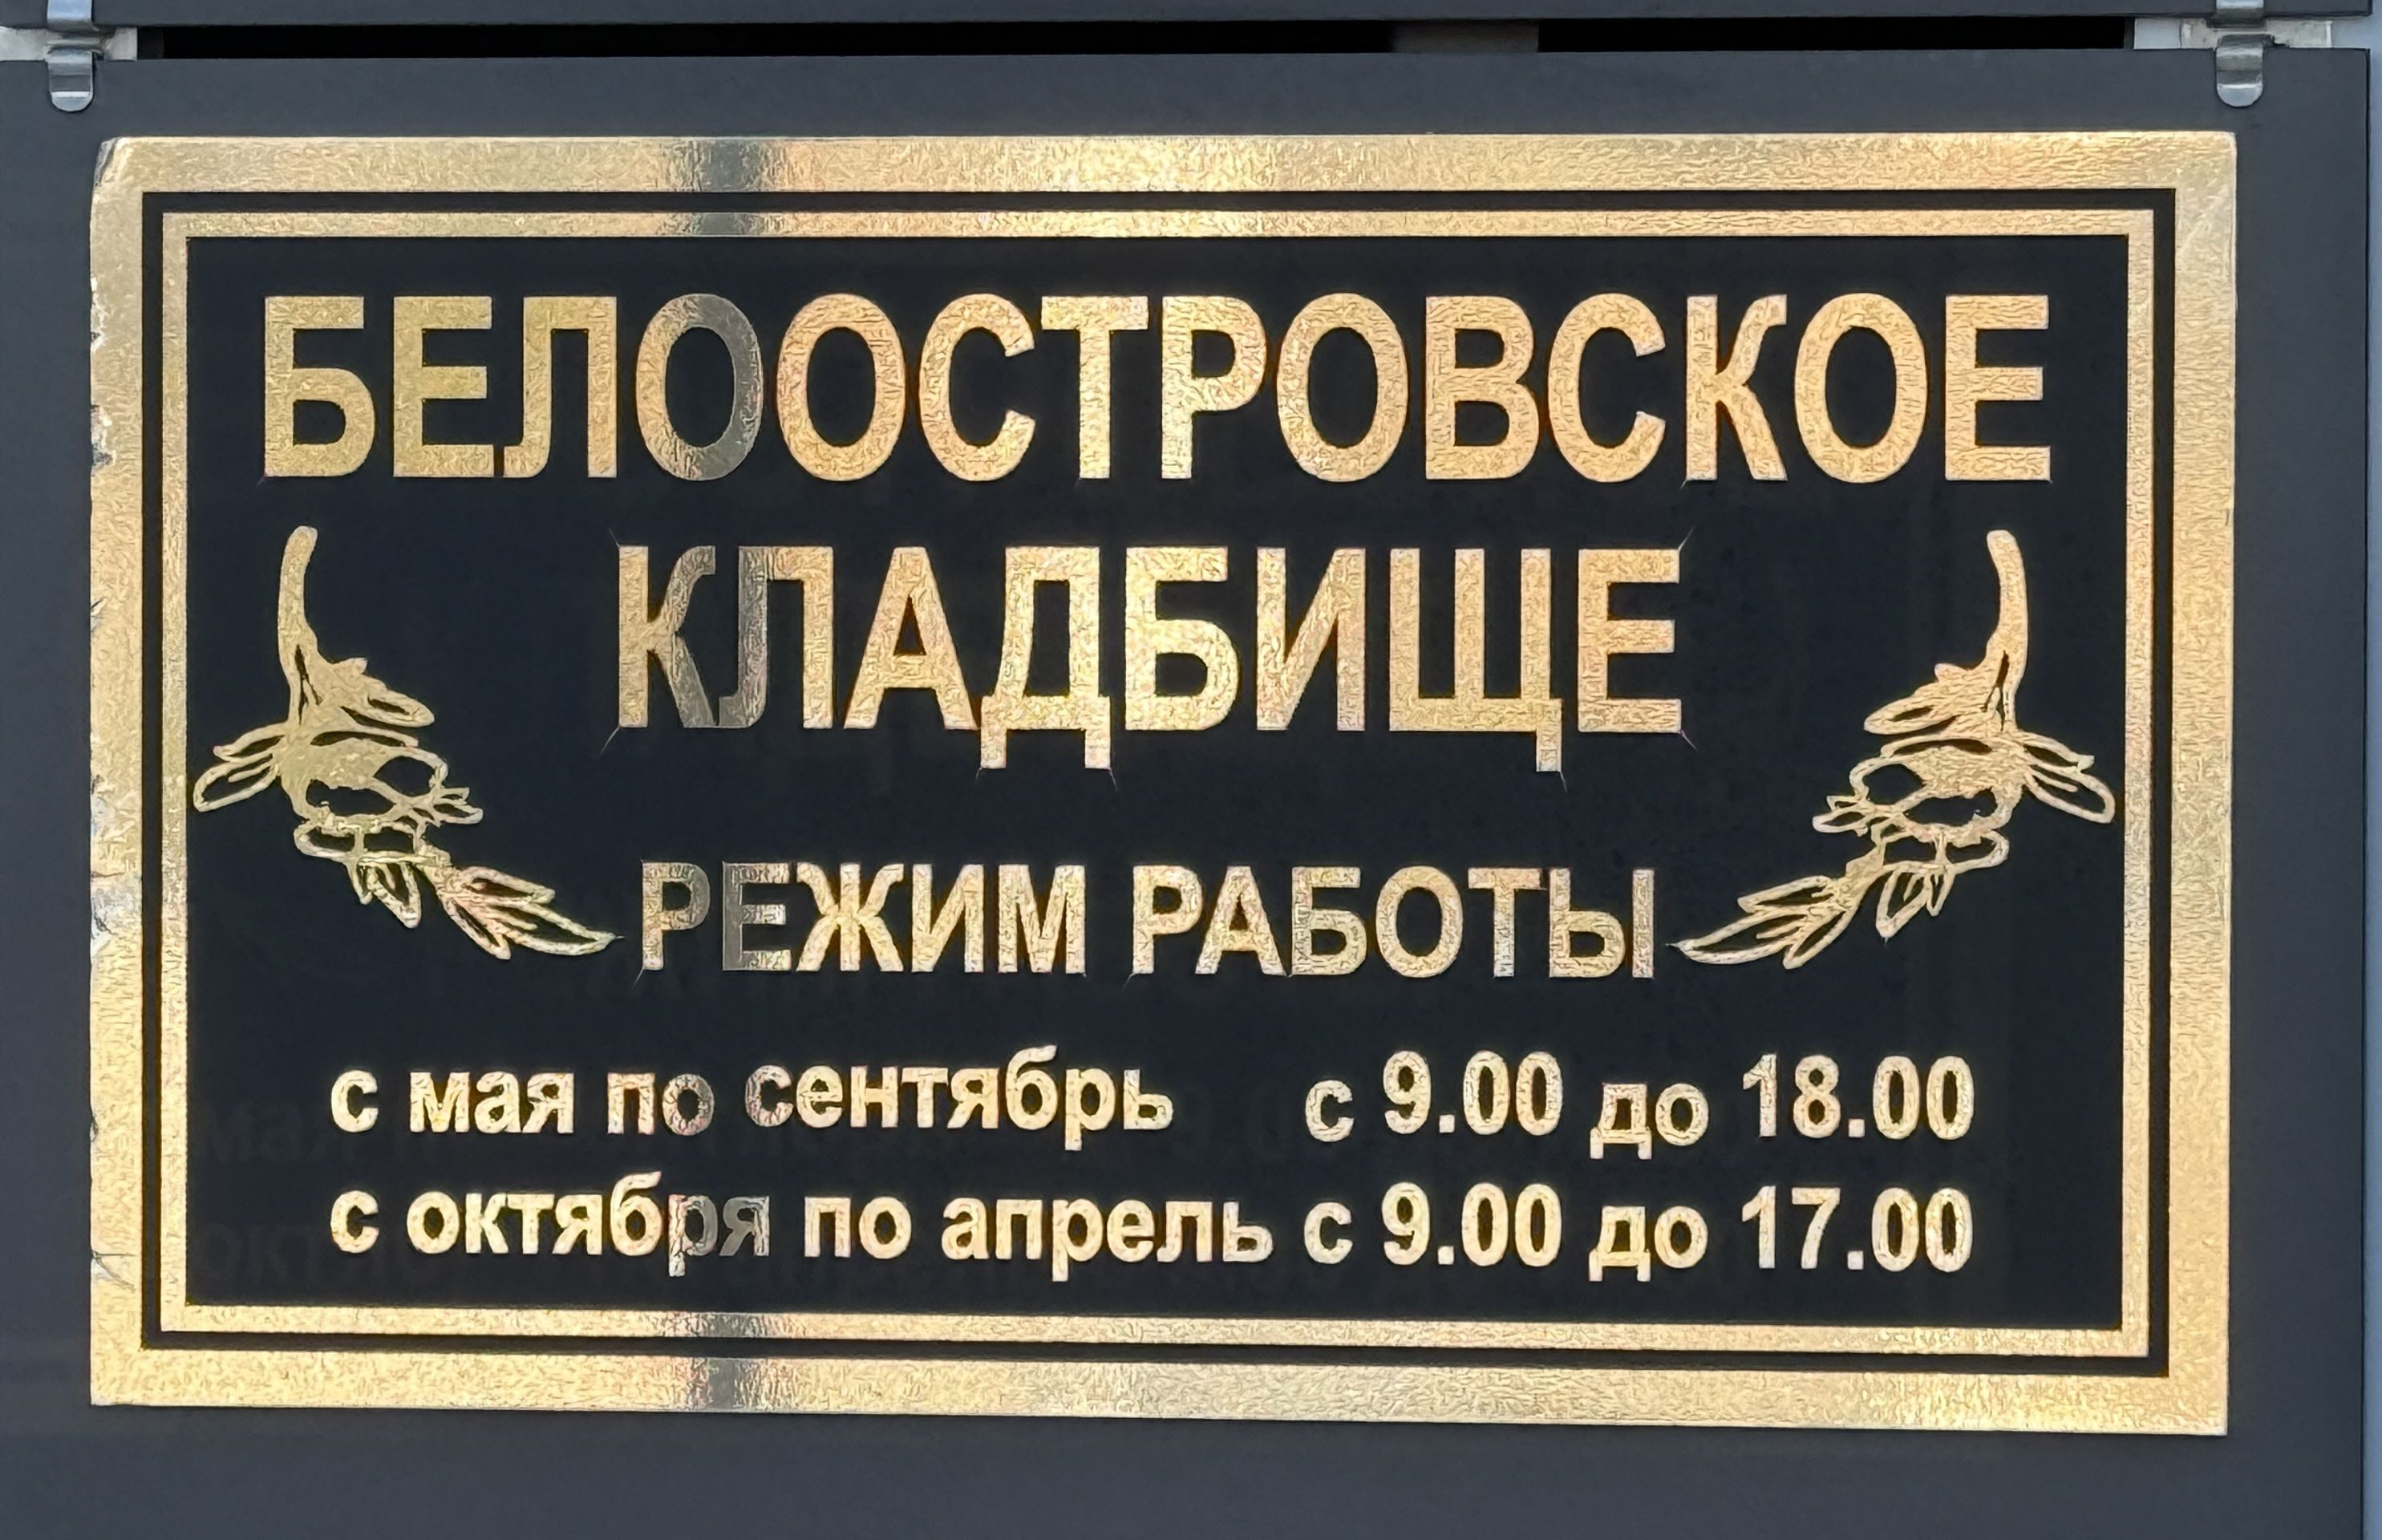 БЕЛООСТРОВСКОЕ
КЛАДБИЩЕ
РЕЖИМ РАБОТЫ
с мая по сентябрь с 9.00 до 18.00
с октября по апрель с 9.00 до 17.00